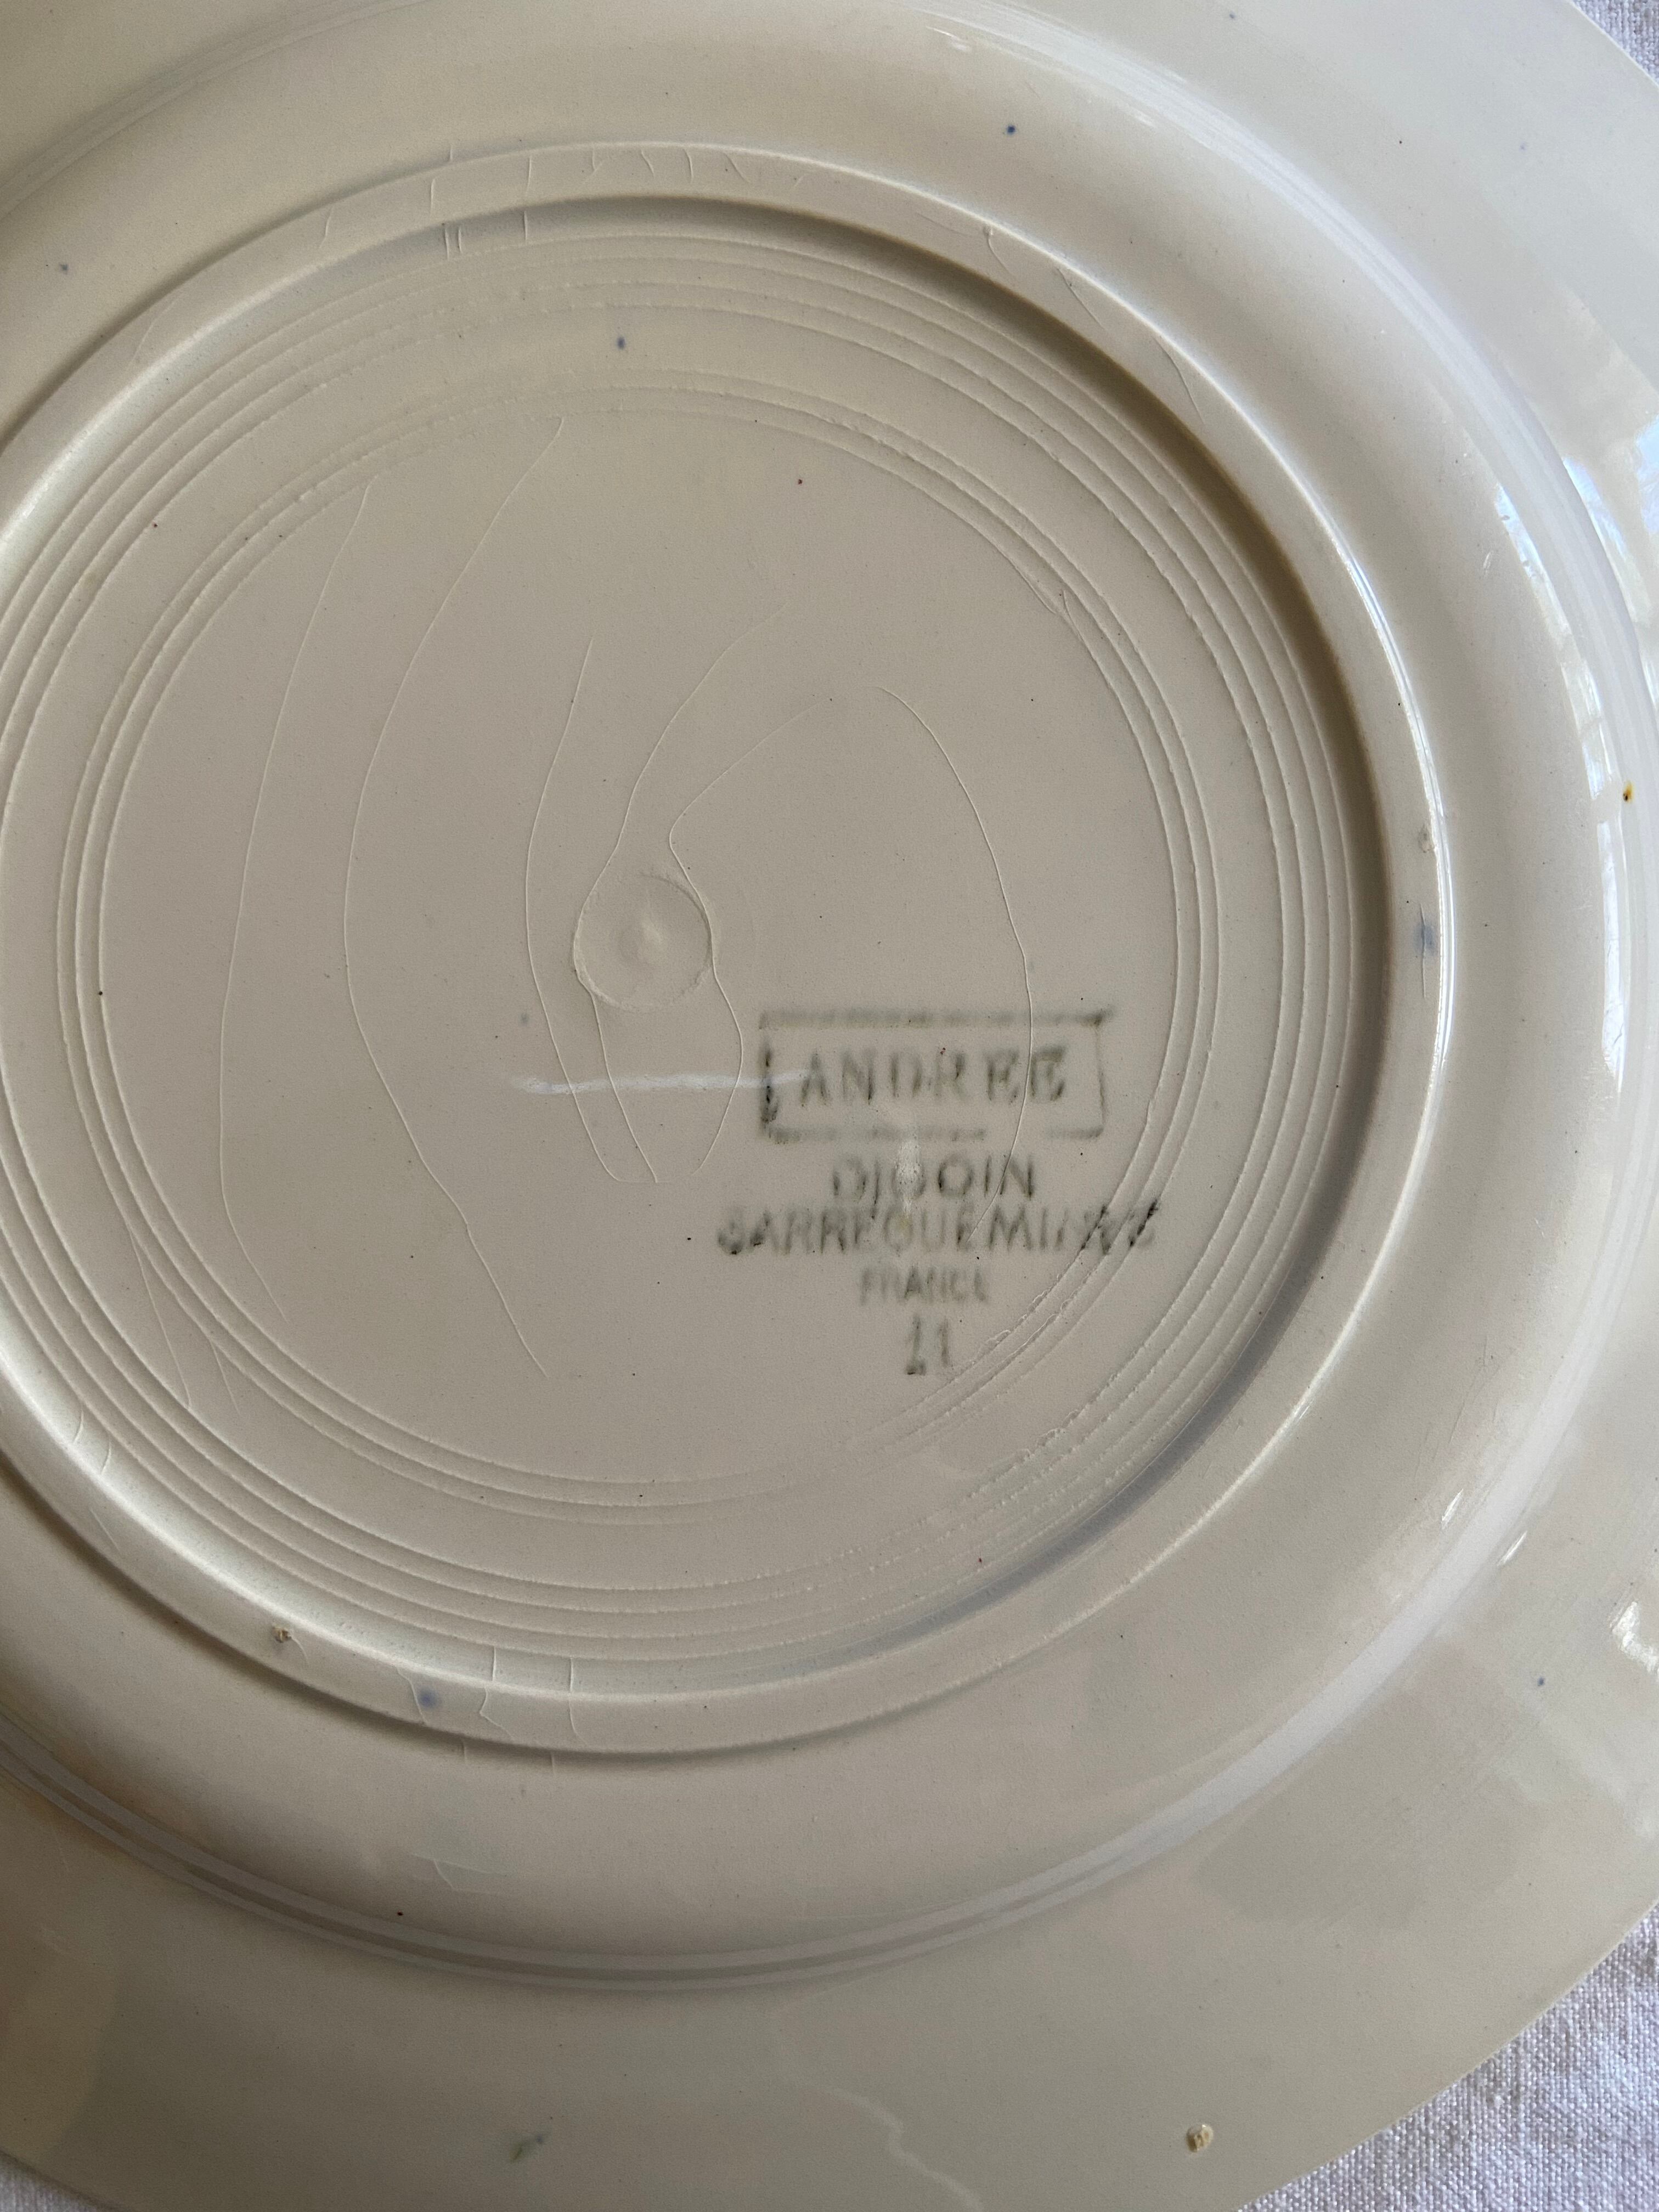 ANDREE
DIGOIN
SARREGUEMINES
FRANCE
11